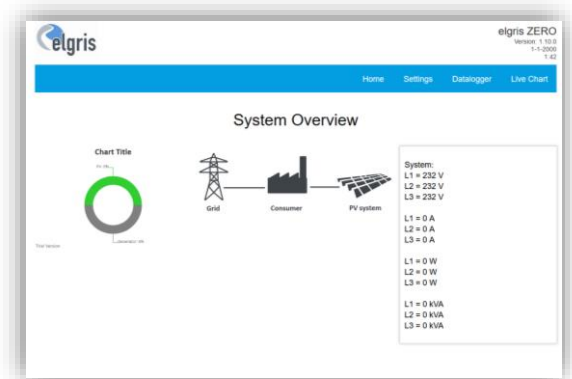 elgris
elgris ZERO
Version 1.10.0
1-1-2000
1:42
Home Settings Datalogger Live Chart
System Overview
Chart Title
Grid
Consumer
PV system
Trial Version
System:
L1 = 232 V
L2 = 232 V
L3 = 232 V
L1 = 0 A
L2 = 0 A
L3 = 0 A
L1 = 0 W
L2 = 0 W
L3 = 0 W
L1 = 0 kVA
L2 = 0 kVA
L3 = 0 kVA